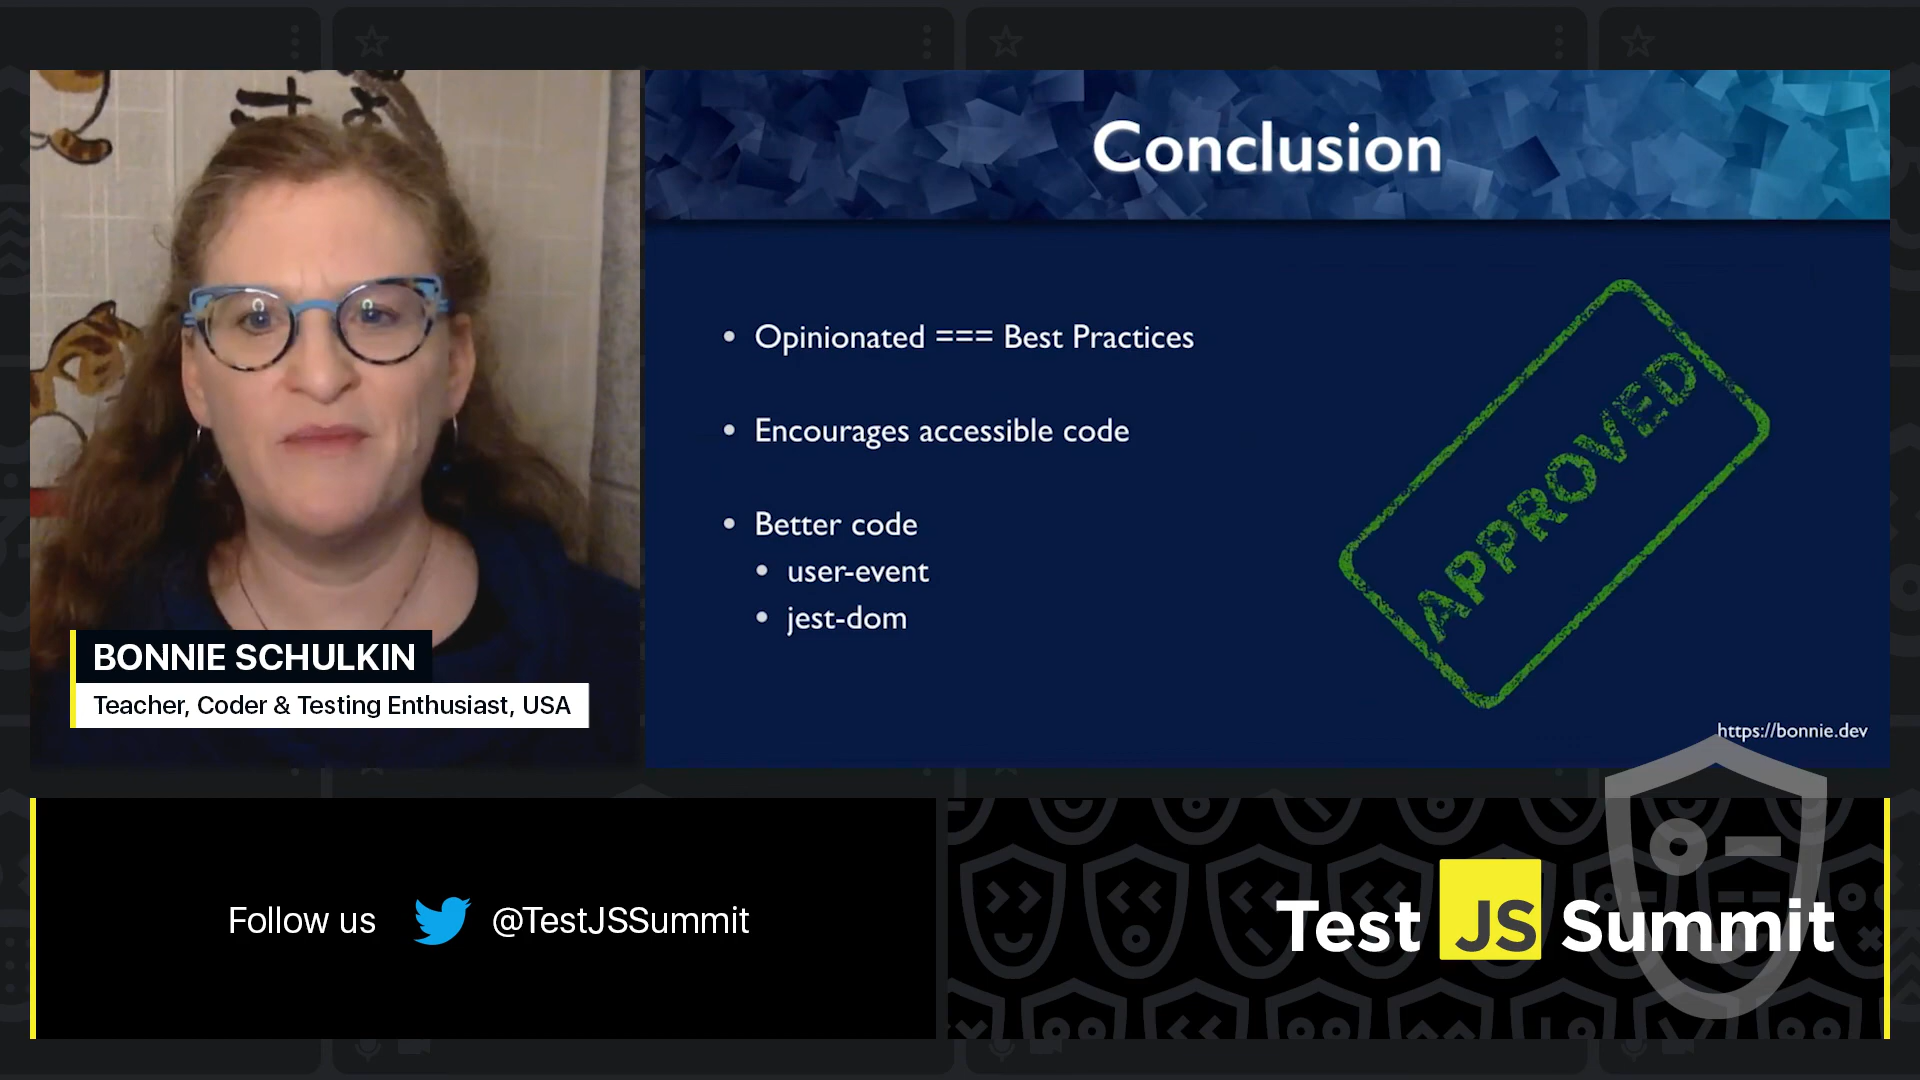 Conclusion
• Opinionated === Best Practices
• Encourages accessible code
• Better code
• user-event
• jest-dom
APPROVED
https://bonnie.dev
BONNIE SCHULKIN
Teacher, Coder & Testing Enthusiast, USA
Follow us @TestJSSummit
Test JS Summit